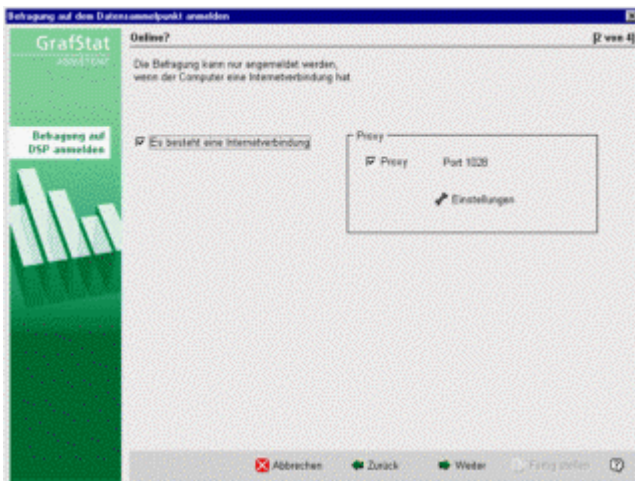 Befragung auf dem Datensammelpunkt anmelden
GrafStat
ASSISTENT
Online?
[2 von 4]
Die Befragung kann nur angemeldet werden,
wenn der Computer eine Internetverbindung hat
Befragung auf
DSP anmelden
Es besteht eine Internetverbindung
Proxy
Proxy
Port 1028
Einstellungen
Abbrechen
Zurück
Weiter
Fertig stellen